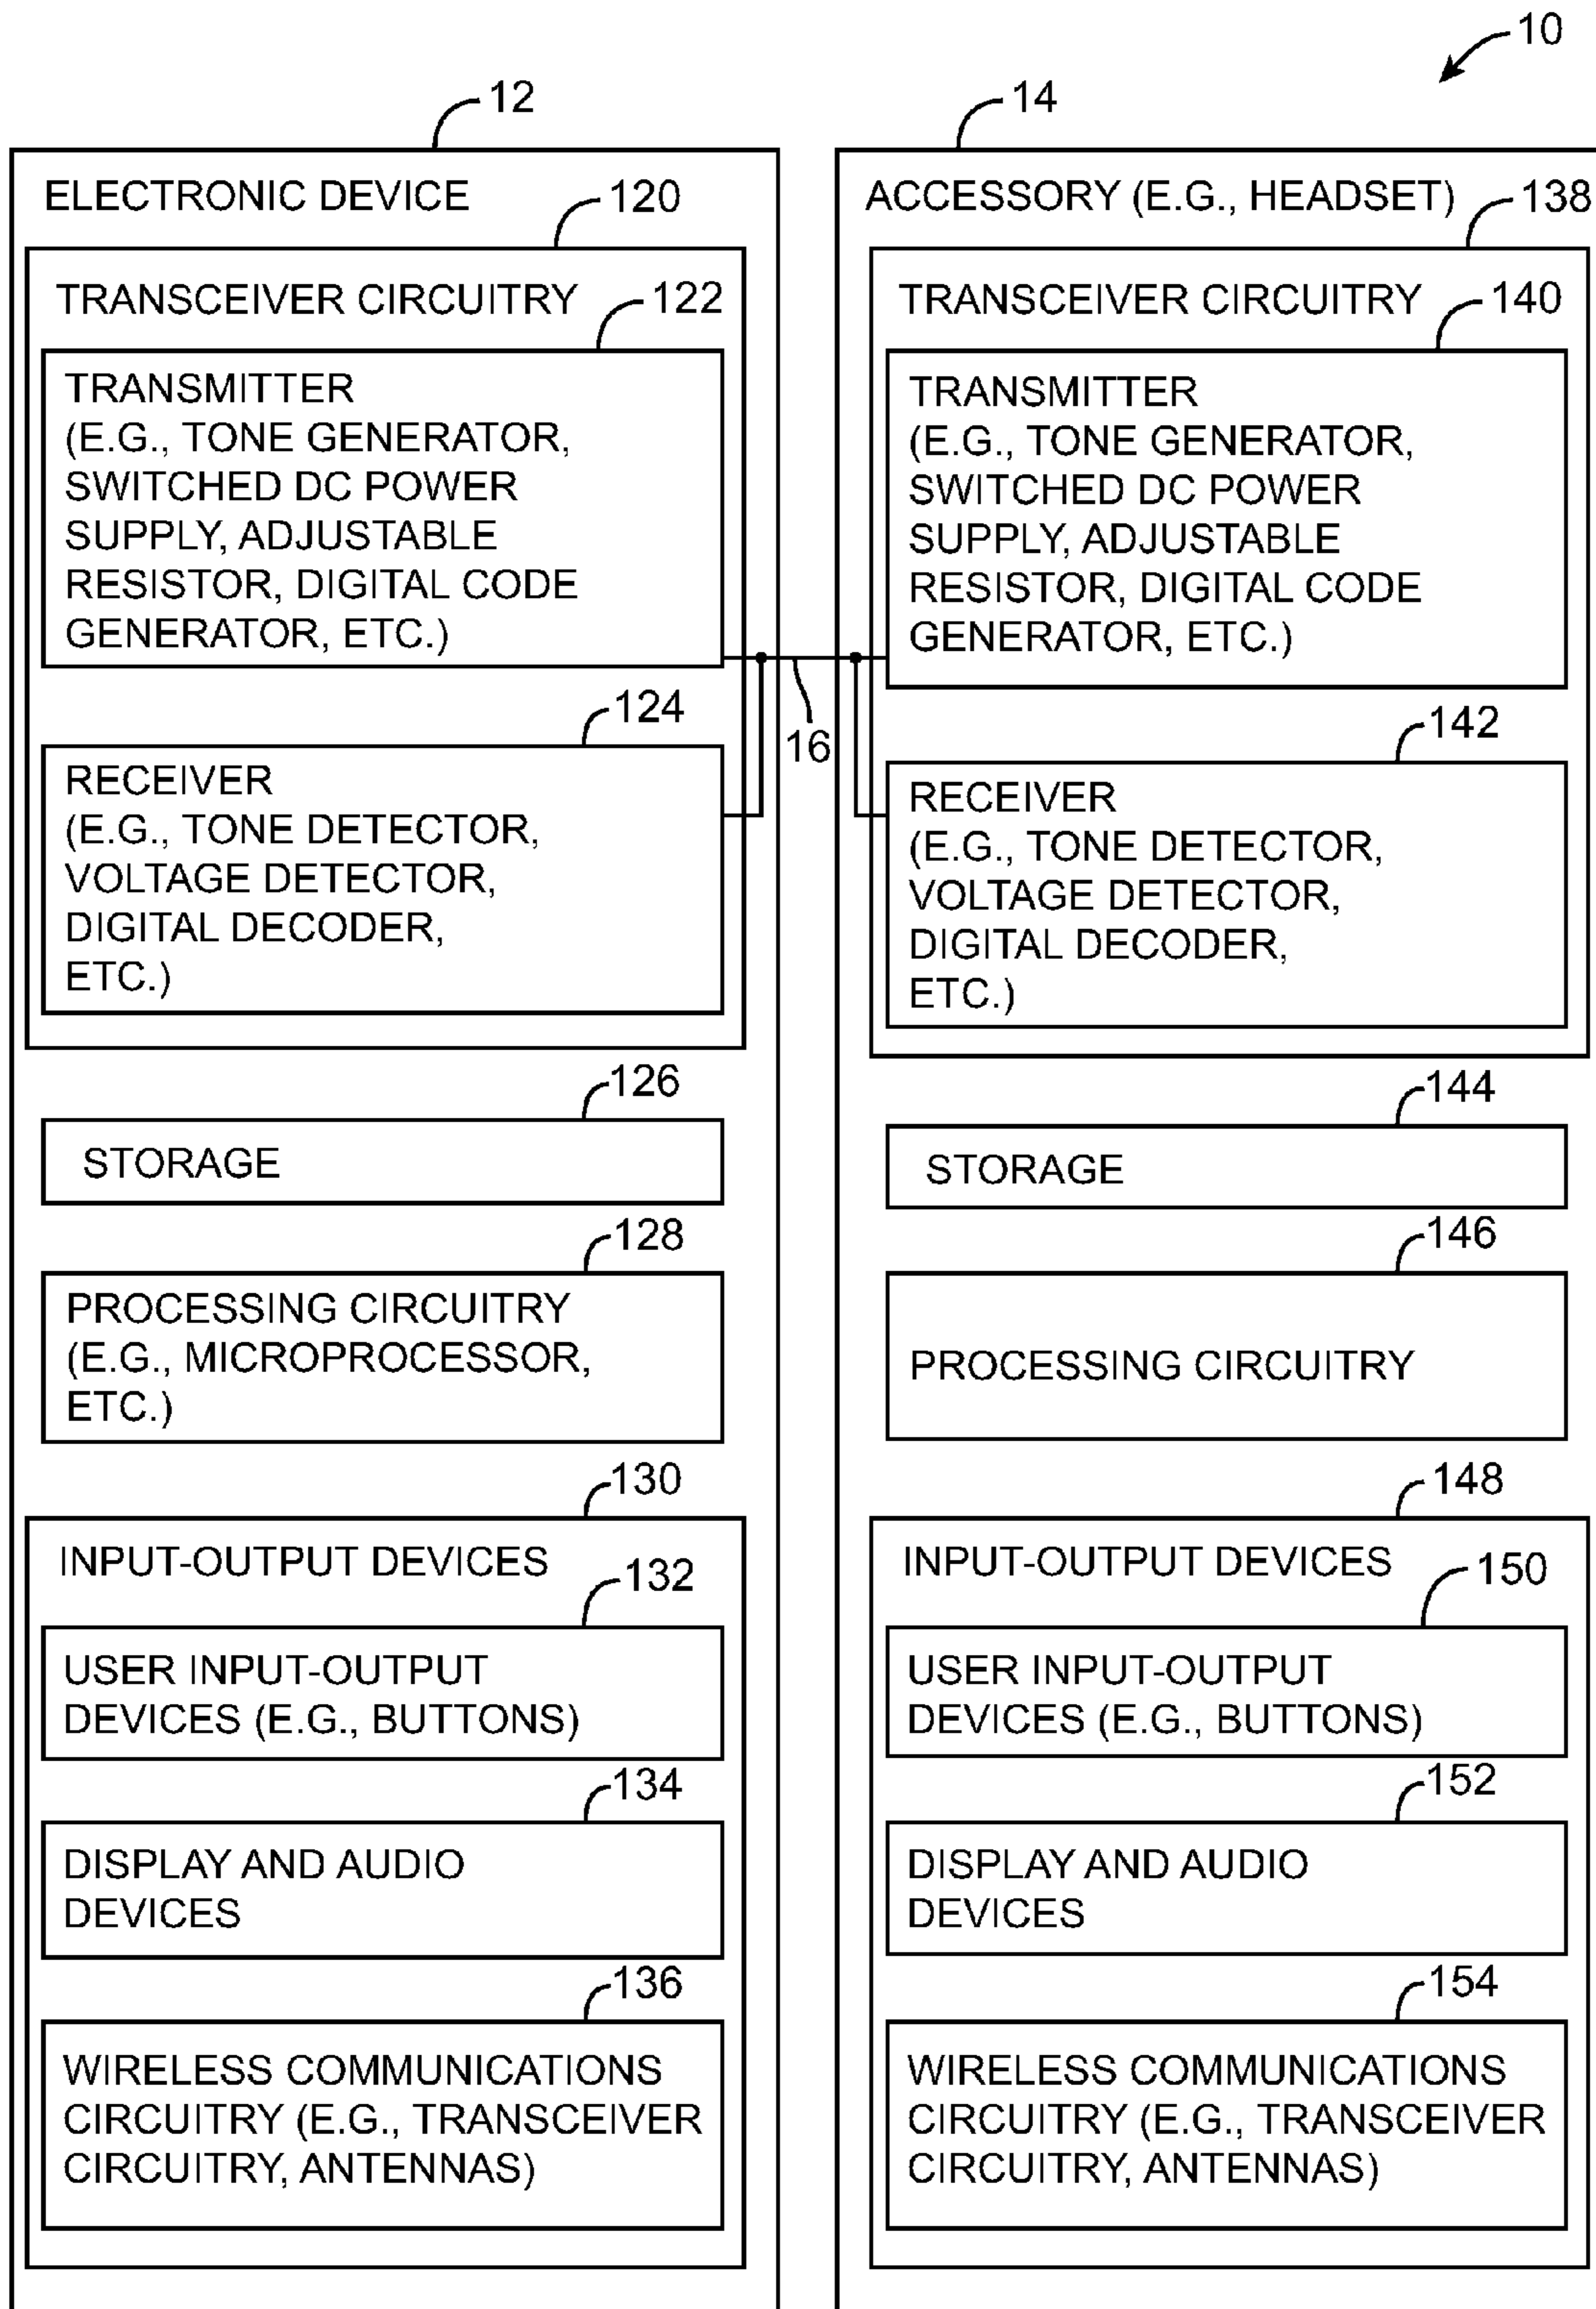 10
12
ELECTRONIC DEVICE
120
TRANSCEIVER CIRCUITRY
122
TRANSMITTER
(E.G., TONE GENERATOR,
SWITCHED DC POWER
SUPPLY, ADJUSTABLE
RESISTOR, DIGITAL CODE
GENERATOR, ETC.)
124
RECEIVER
(E.G., TONE DETECTOR,
VOLTAGE DETECTOR,
DIGITAL DECODER,
ETC.)
126
STORAGE
128
PROCESSING CIRCUITRY
(E.G., MICROPROCESSOR,
ETC.)
130
INPUT-OUTPUT DEVICES
132
USER INPUT-OUTPUT
DEVICES (E.G., BUTTONS)
134
DISPLAY AND AUDIO
DEVICES
136
WIRELESS COMMUNICATIONS
CIRCUITRY (E.G., TRANSCEIVER
CIRCUITRY, ANTENNAS)
16
14
ACCESSORY (E.G., HEADSET)
138
TRANSCEIVER CIRCUITRY
140
TRANSMITTER
(E.G., TONE GENERATOR,
SWITCHED DC POWER
SUPPLY, ADJUSTABLE
RESISTOR, DIGITAL CODE
GENERATOR, ETC.)
142
RECEIVER
(E.G., TONE DETECTOR,
VOLTAGE DETECTOR,
DIGITAL DECODER,
ETC.)
144
STORAGE
146
PROCESSING CIRCUITRY
148
INPUT-OUTPUT DEVICES
150
USER INPUT-OUTPUT
DEVICES (E.G., BUTTONS)
152
DISPLAY AND AUDIO
DEVICES
154
WIRELESS COMMUNICATIONS
CIRCUITRY (E.G., TRANSCEIVER
CIRCUITRY, ANTENNAS)